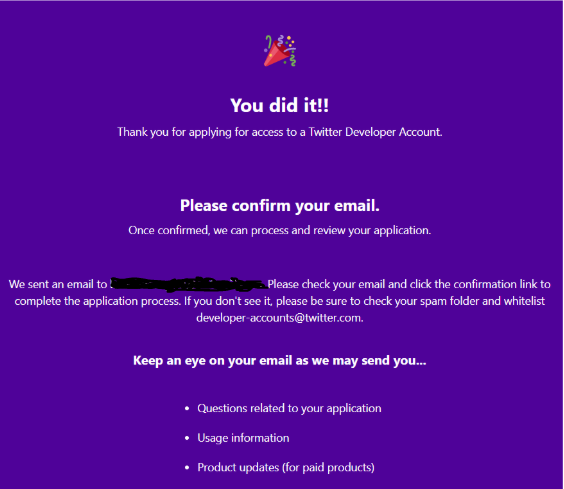 You did it!!
Thank you for applying for access to a Twitter Developer Account.
Please confirm your email.
Once confirmed, we can process and review your application.
We sent an email to Please check your email and click the confirmation link to
complete the application process. If you don't see it, please be sure to check your spam folder and whitelist
developer-accounts@twitter.com.
Keep an eye on your email as we may send you...
• Questions related to your application
• Usage information
• Product updates (for paid products)